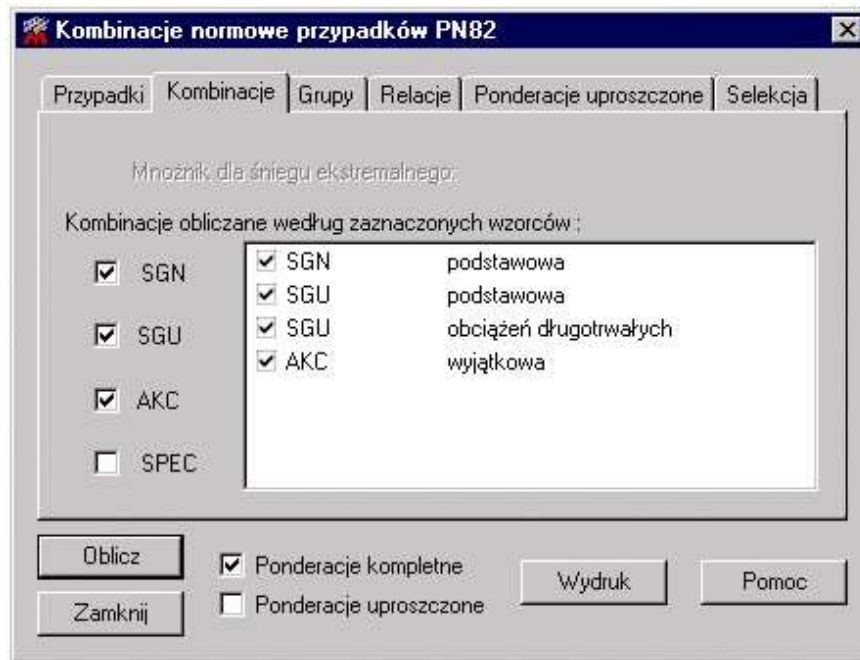 Kombinacje normowe przypadków PN82
Przypadki Kombinacje Grupy Relacje Ponderacje uproszczone Selekcja
Mnożnik dla śniegu ekstremalnego:
Kombinacje obliczane według zaznaczonych wzorców :
SGN
SGU
AKC
SPEC
SGN podstawowa
SGU podstawowa
SGU obciążeń długotrwałych
AKC wyjątkowa
Oblicz
Zamknij
Ponderacje kompletne
Ponderacje uproszczone
Wydruk
Pomoc